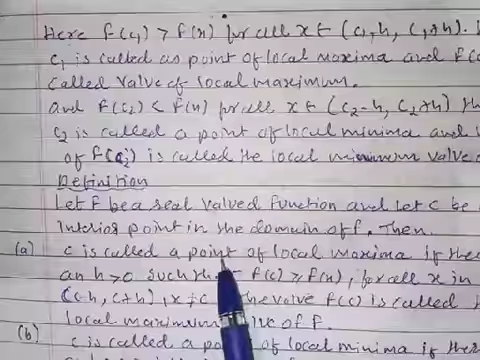 Here f(c₁) > f(x) for all x ∈ (c₁-h, c₁+h).
c₁ is called as point of local maxima and f(c
called value of local maximum.
and f(c₂) < f(x) for all x ∈ (c₂-h, c₂+h) th
c₂ is called a point of local minima and
of f(c₂) is called the local minimum value o
Definition
Let f be a real valued function and let c be
Interior point in the domain of f. Then.
(a) c is called a point of local maxima if the
an h>0 such th t f(c) ≥ f(x), for all x in
(c-h, c+h), x≠c he value f(c) is called
local maximum ue of f.
(b) c is called a point of local minima if the